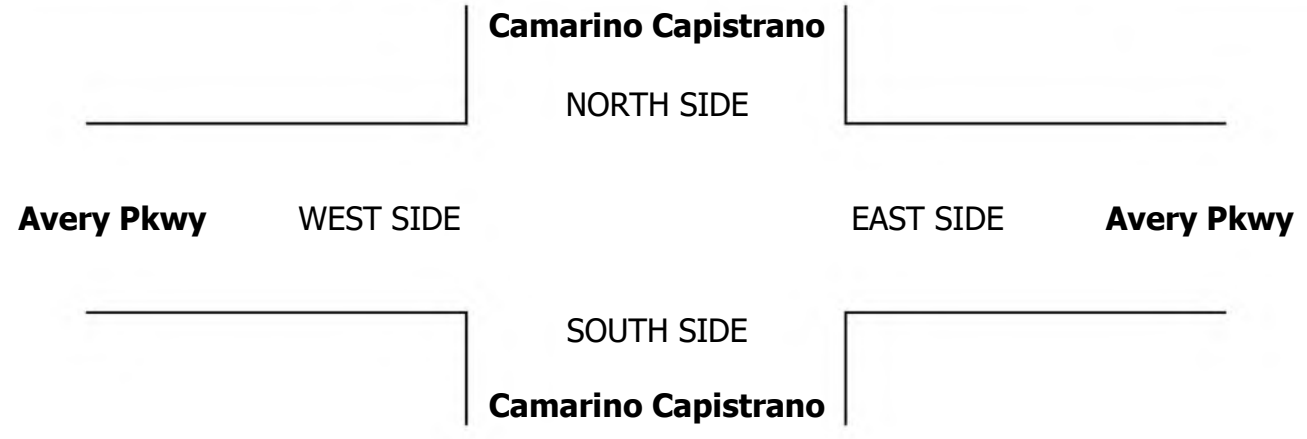 Camarino Capistrano
NORTH SIDE
Avery Pkwy WEST SIDE EAST SIDE Avery Pkwy
SOUTH SIDE
Camarino Capistrano